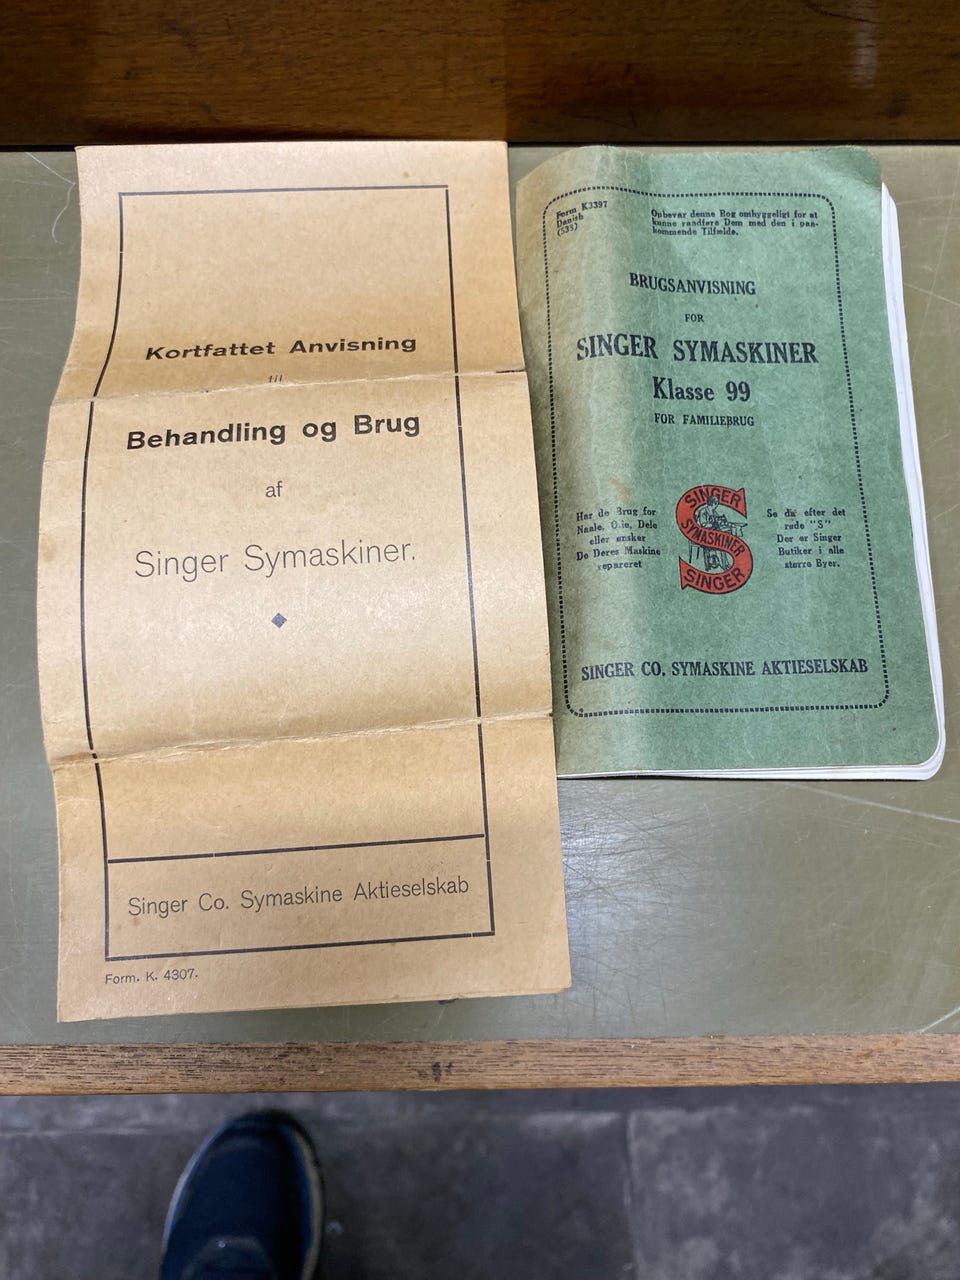 Kortfattet Anvisning
til
Behandling og Brug
af
Singer Symaskiner.
Singer Co. Symaskine Aktieselskab
Form. K. 4307.
Form K3397
Danish
(535)
Opbevar denne Bog omhyggeligt for at
kunne raadføre Dem med den i paa-
kommende Tilfælde.
BRUGSANVISNING
FOR
SINGER SYMASKINER
Klasse 99
FOR FAMILIEBRUG
Har de Brug for
Naale, Olie, Dele
eller ønsker
De Deres Maskine
repareret
SINGER
SYMASKINER
SINGER
Se da efter det
røde "S"
Der er Singer
Butiker i alle
større Byer.
SINGER CO. SYMASKINE AKTIESELSKAB